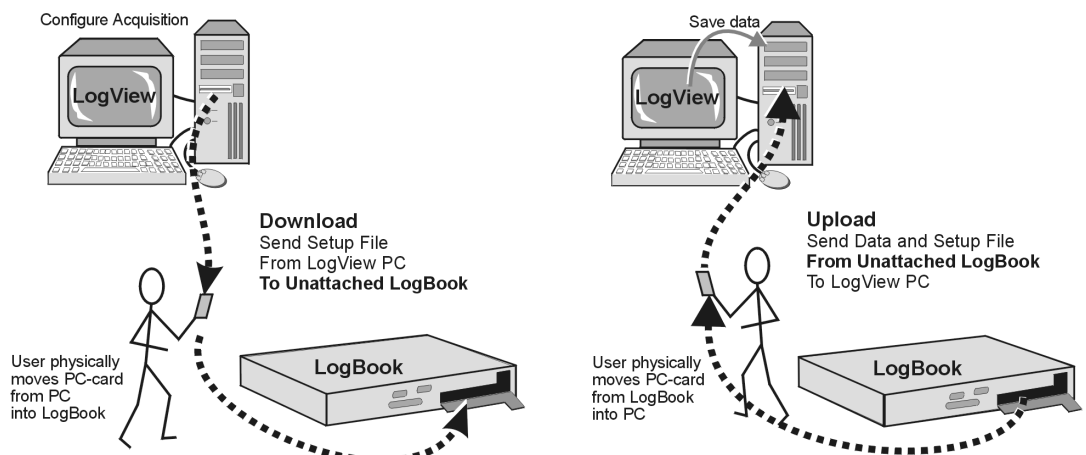 Configure Acquisition
LogView
Download
Send Setup File
From LogView PC
To Unattached LogBook
User physically
moves PC-card
from PC
into LogBook
LogBook
Save data
LogView
Upload
Send Data and Setup File
From Unattached LogBook
To LogView PC
User physically
moves PC-card
from LogBook
into PC
LogBook